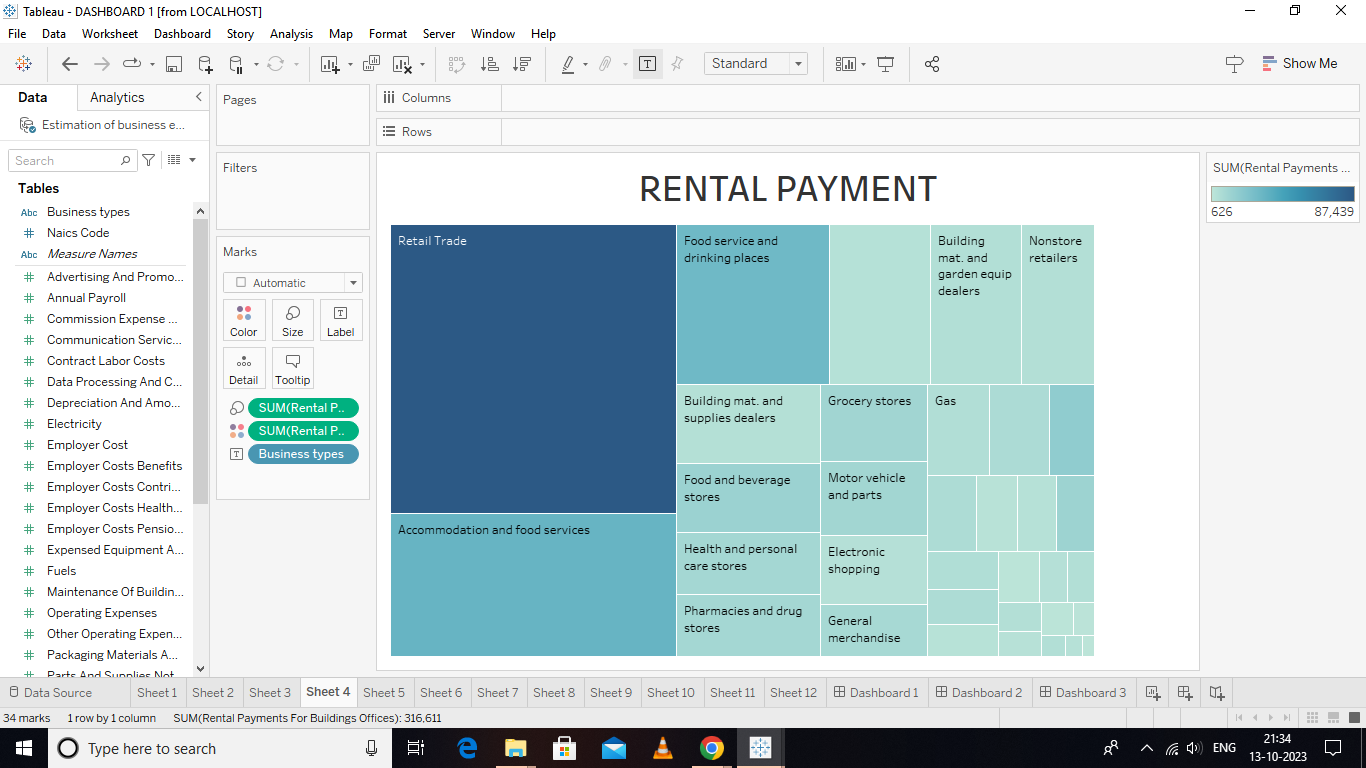 Tableau - DASHBOARD 1 [from LOCALHOST]
File Data Worksheet Dashboard Story Analysis Map Format Server Window Help
Standard
Show Me
Data Analytics
Estimation of business e...
Search
Tables
Abc Business types
# Naics Code
Abc Measure Names
# Advertising And Promo...
# Annual Payroll
# Commission Expense ...
# Communication Servic...
# Contract Labor Costs
# Data Processing And C...
# Depreciation And Amo...
# Electricity
# Employer Cost
# Employer Costs Benefits
# Employer Costs Contri...
# Employer Costs Health...
# Employer Costs Pensio...
# Expensed Equipment A...
# Fuels
# Maintenance Of Buildin...
# Operating Expenses
# Other Operating Expen...
# Packaging Materials A...
# Parts And Supplies Not
Pages
Filters
Marks
Automatic
Color Size Label
Detail Tooltip
SUM(Rental P..
SUM(Rental P..
Business types
Columns
Rows
RENTAL PAYMENT
Retail Trade
Accommodation and food services
Food service and
drinking places
Building
mat. and
garden equip
dealers
Nonstore
retailers
Building mat. and
supplies dealers
Food and beverage
stores
Health and personal
care stores
Pharmacies and drug
stores
Grocery stores
Motor vehicle
and parts
Electronic
shopping
General
merchandise
Gas
SUM(Rental Payments ...
626 87,439
Data Source Sheet 1 Sheet 2 Sheet 3 Sheet 4 Sheet 5 Sheet 6 Sheet 7 Sheet 8 Sheet 9 Sheet 10 Sheet 11 Sheet 12 Dashboard 1 Dashboard 2 Dashboard 3
34 marks 1 row by 1 column SUM(Rental Payments For Buildings Offices): 316,611
Type here to search
ENG
21:34
13-10-2023